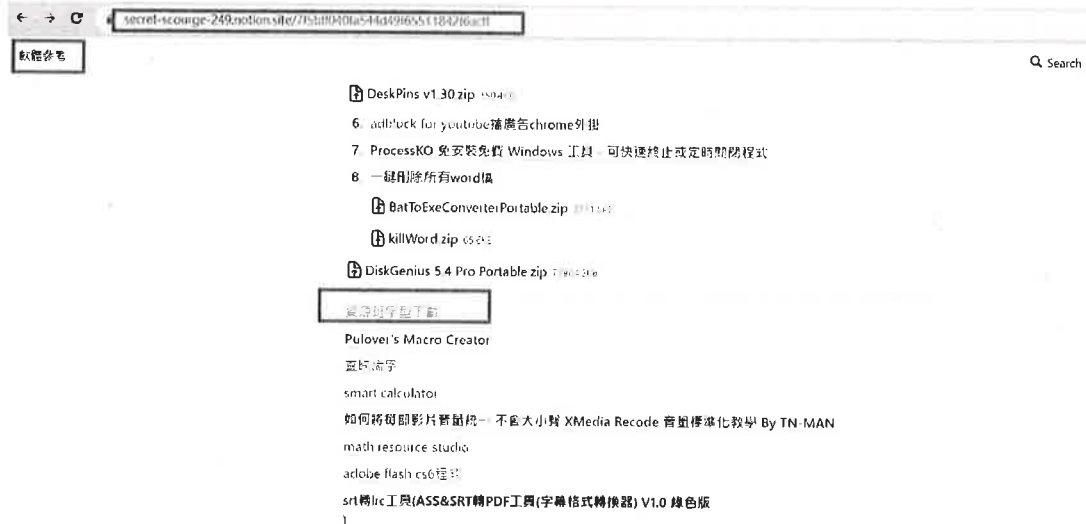 軟體參考
Search
DeskPins v1.30.zip
6. adblock for youtube擋廣告chrome外掛
7. ProcessKO 免安裝免費 Windows 工具，可快速終止或定時關閉程式
8. 一鍵刪除所有word檔
BatToExeConverterPortable.zip
killWord.zip
DiskGenius 5.4 Pro Portable.zip
Pulover's Macro Creator
smart calculator
如何將每部影片音量統一 不會大小聲 XMedia Recode 音量標準化教學 By TN-MAN
math resource studio
adobe flash cs6程式
srt轉lrc工具(ASS&SRT轉PDF工具(字幕格式轉換器) V1.0 綠色版